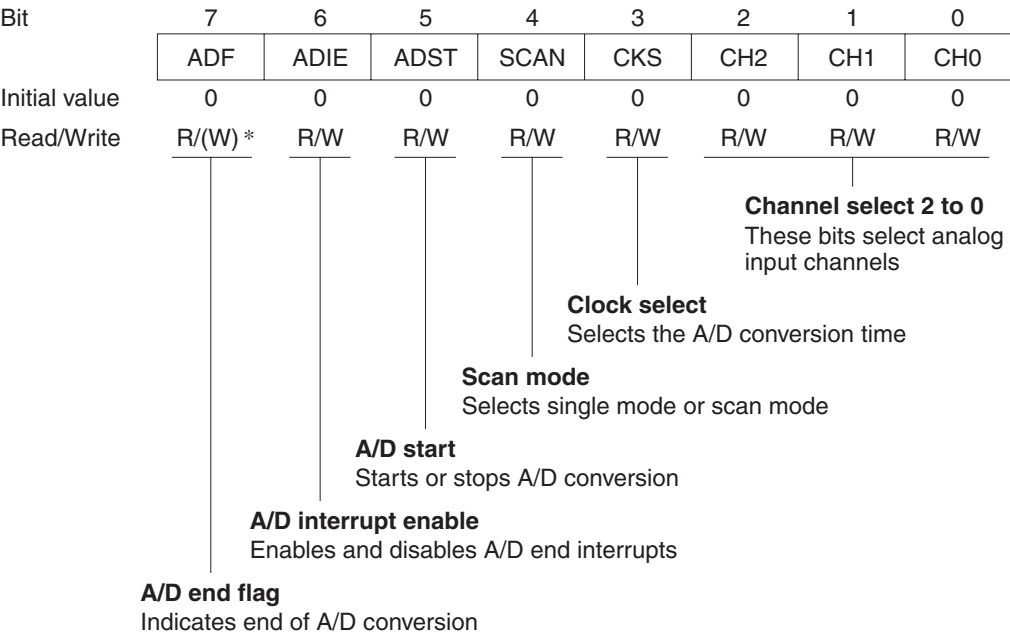 Bit 7 6 5 4 3 2 1 0
ADF ADIE ADST SCAN CKS CH2 CH1 CH0
Initial value 0 0 0 0 0 0 0 0
Read/Write R/(W)* R/W R/W R/W R/W R/W R/W R/W
Channel select 2 to 0
These bits select analog
input channels
Clock select
Selects the A/D conversion time
Scan mode
Selects single mode or scan mode
A/D start
Starts or stops A/D conversion
A/D interrupt enable
Enables and disables A/D end interrupts
A/D end flag
Indicates end of A/D conversion